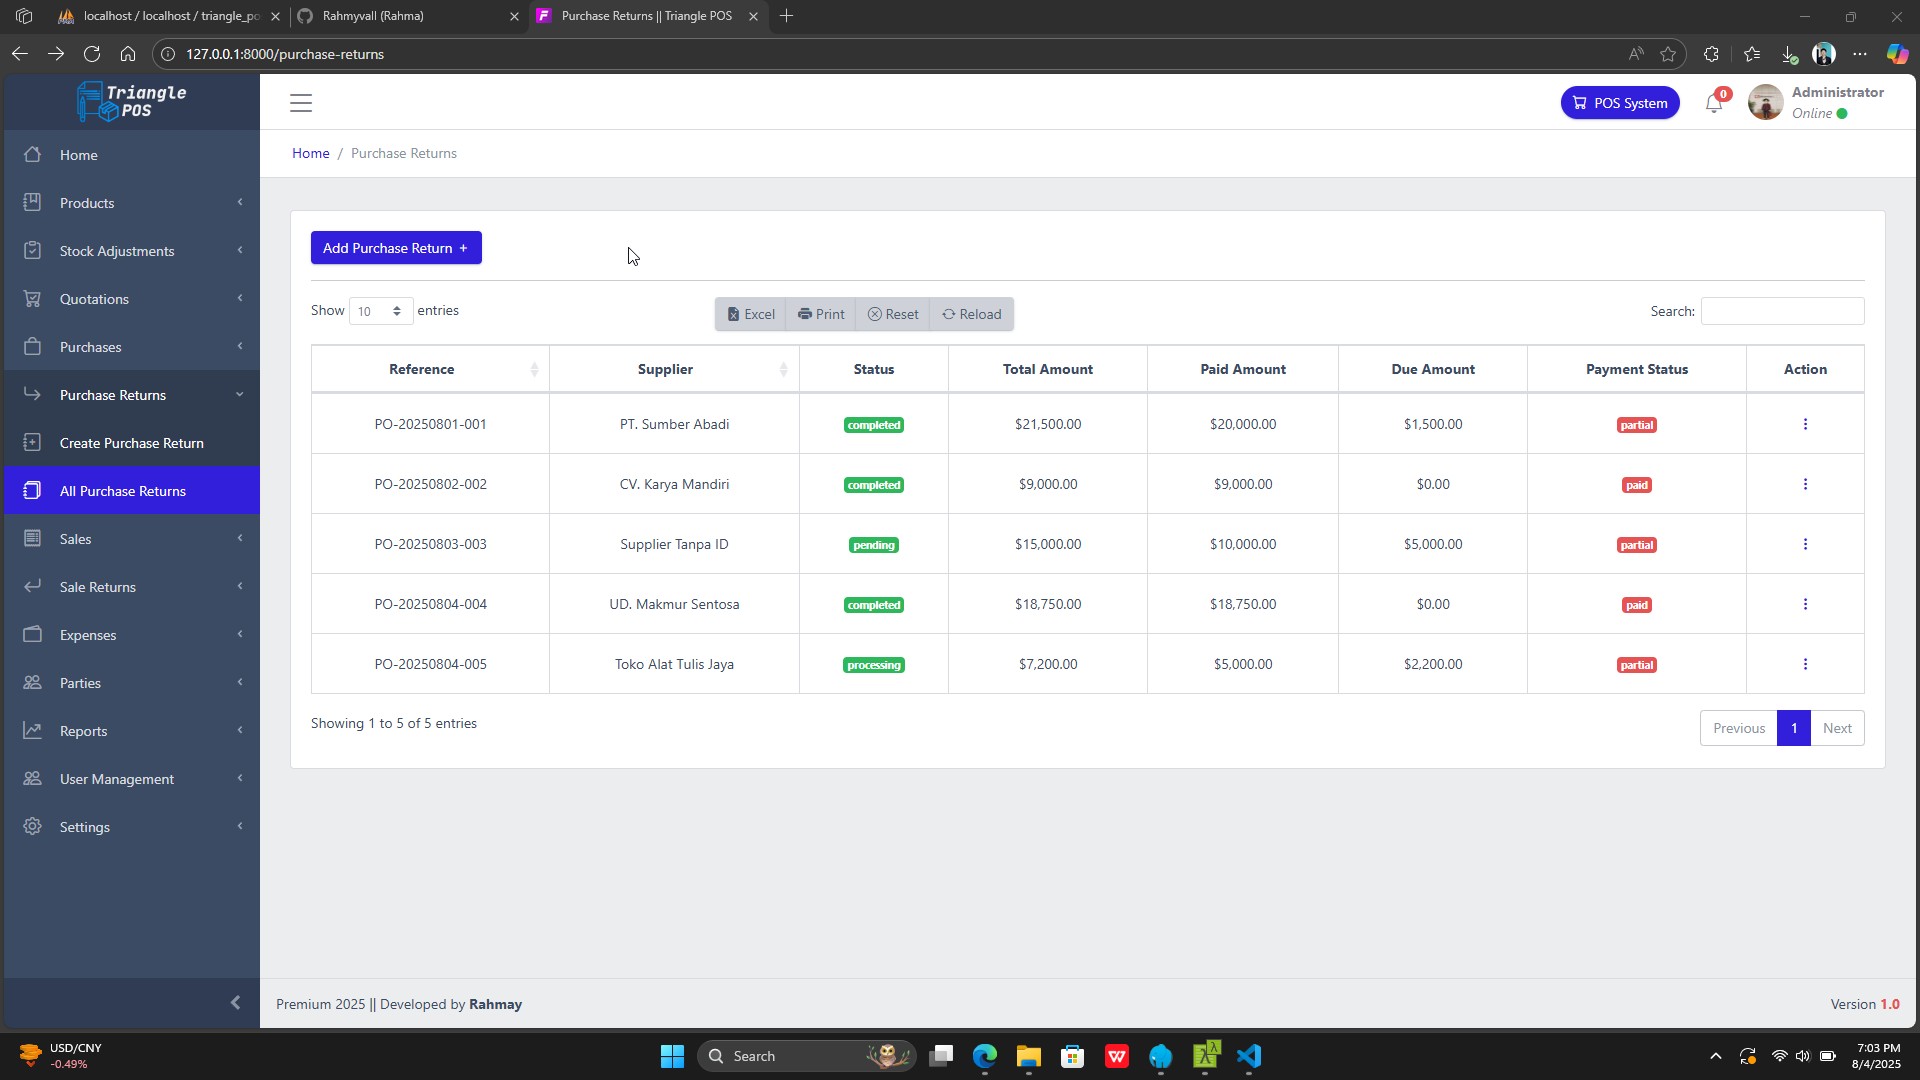 localhost / localhost / triangle_po
Rahmyvall (Rahma)
Purchase Returns || Triangle POS
127.0.0.1:8000/purchase-returns
Triangle
POS
POS System
0
Administrator
Online
Home / Purchase Returns
Home
Products
Stock Adjustments
Quotations
Purchases
Purchase Returns
Create Purchase Return
All Purchase Returns
Sales
Sale Returns
Expenses
Parties
Reports
User Management
Settings
Add Purchase Return +
Show 10 entries
Excel Print Reset Reload
Search:
Reference Supplier Status Total Amount Paid Amount Due Amount Payment Status Action
PO-20250801-001 PT. Sumber Abadi completed $21,500.00 $20,000.00 $1,500.00 partial
PO-20250802-002 CV. Karya Mandiri completed $9,000.00 $9,000.00 $0.00 paid
PO-20250803-003 Supplier Tanpa ID pending $15,000.00 $10,000.00 $5,000.00 partial
PO-20250804-004 UD. Makmur Sentosa completed $18,750.00 $18,750.00 $0.00 paid
PO-20250804-005 Toko Alat Tulis Jaya processing $7,200.00 $5,000.00 $2,200.00 partial
Showing 1 to 5 of 5 entries
Previous 1 Next
Premium 2025 || Developed by Rahmay
Version 1.0
USD/CNY
-0.49%
Search
7:03 PM
8/4/2025